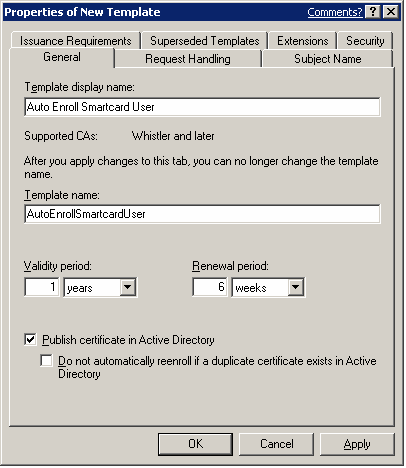 Properties of New Template Comments? ?
Issuance Requirements Superseded Templates Extensions Security
General Request Handling Subject Name
Template display name:
Auto Enroll Smartcard User
Supported CAs: Whistler and later
After you apply changes to this tab, you can no longer change the template
name.
Template name:
AutoEnrollSmartcardUser
Validity period: Renewal period:
1 years 6 weeks
Publish certificate in Active Directory
Do not automatically reenroll if a duplicate certificate exists in Active
Directory
OK Cancel Apply